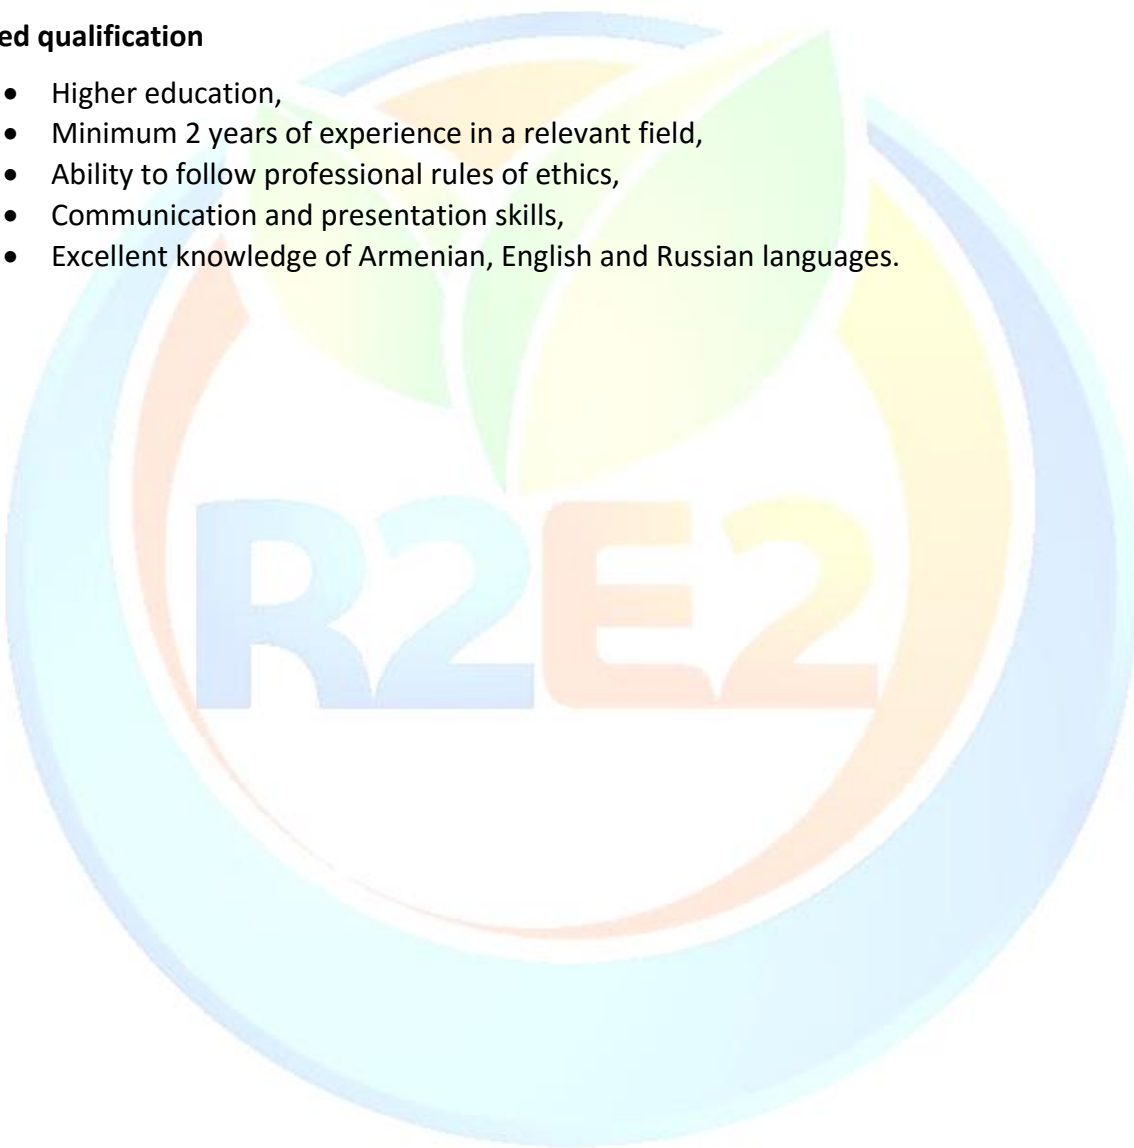 ed qualification
• Higher education,
• Minimum 2 years of experience in a relevant field,
• Ability to follow professional rules of ethics,
• Communication and presentation skills,
• Excellent knowledge of Armenian, English and Russian languages.
R2E2